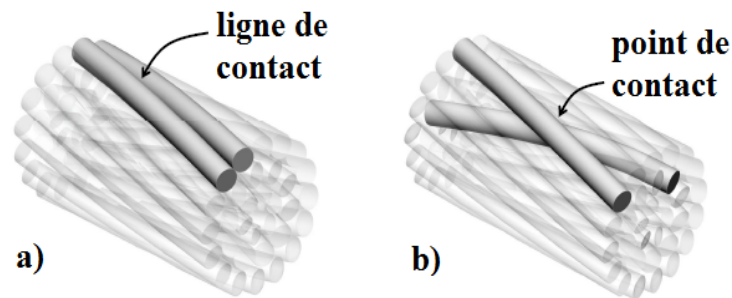 ligne de
contact
point de
contact
a)
b)